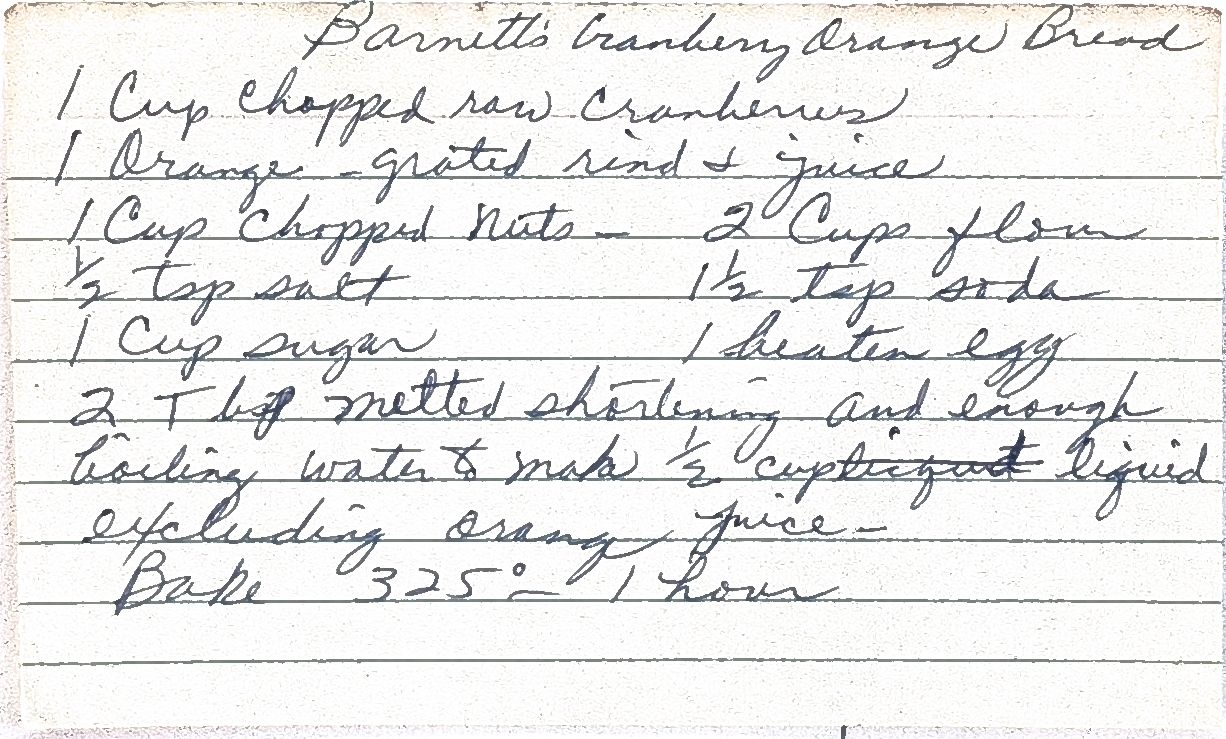 Barnett's Cranberry Orange Bread
1 Cup chopped raw Cranberries
1 Orange - grated rind & juice
1 Cup chopped Nuts - 2 Cups flour
½ tsp salt 1½ tsp soda
1 Cup sugar 1 beaten egg
2 Tbsp melted shortening and enough
boiling water to make ½ cup liquid
excluding orange juice -
Bake 325° - 1 hour